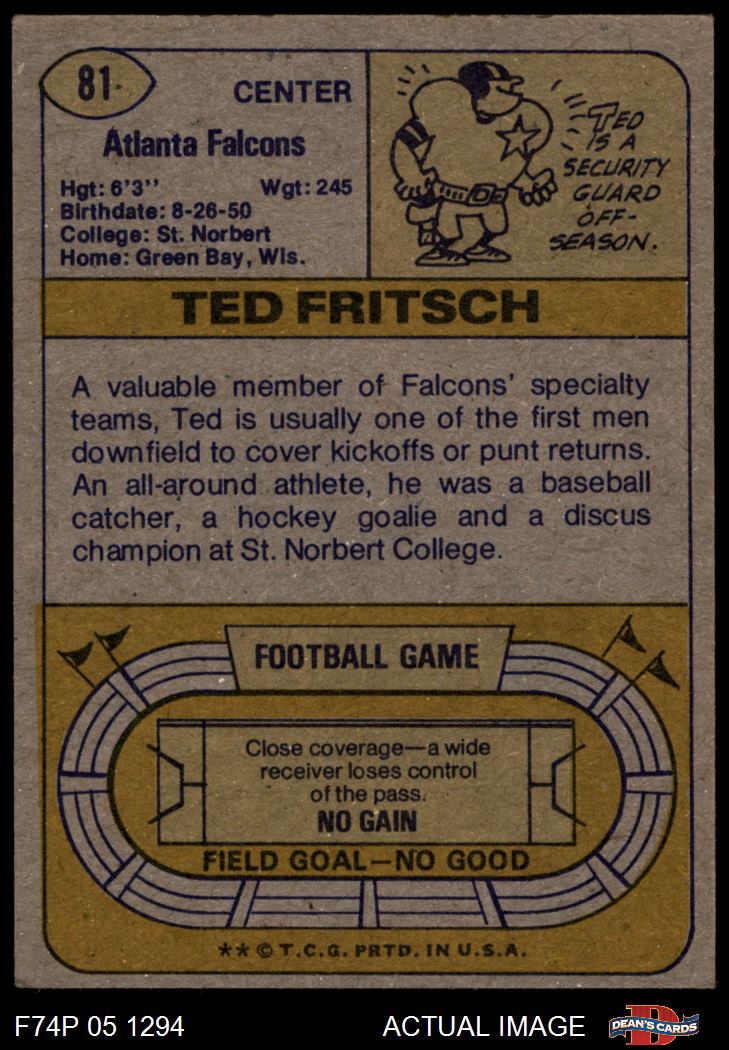 81
CENTER
Atlanta Falcons
Hgt: 6'3'' Wgt: 245
Birthdate: 8-26-50
College: St. Norbert
Home: Green Bay, Wis.
TED
IS A
SECURITY
GUARD
OFF-
SEASON.
TED FRITSCH
A valuable member of Falcons' specialty
teams, Ted is usually one of the first men
downfield to cover kickoffs or punt returns.
An all-around athlete, he was a baseball
catcher, a hockey goalie and a discus
champion at St. Norbert College.
FOOTBALL GAME
Close coverage—a wide
receiver loses control
of the pass.
NO GAIN
FIELD GOAL—NO GOOD
** © T.C.G. PRTD. IN U.S.A.
F74P 05 1294 ACTUAL IMAGE
D
DEAN'S CARDS